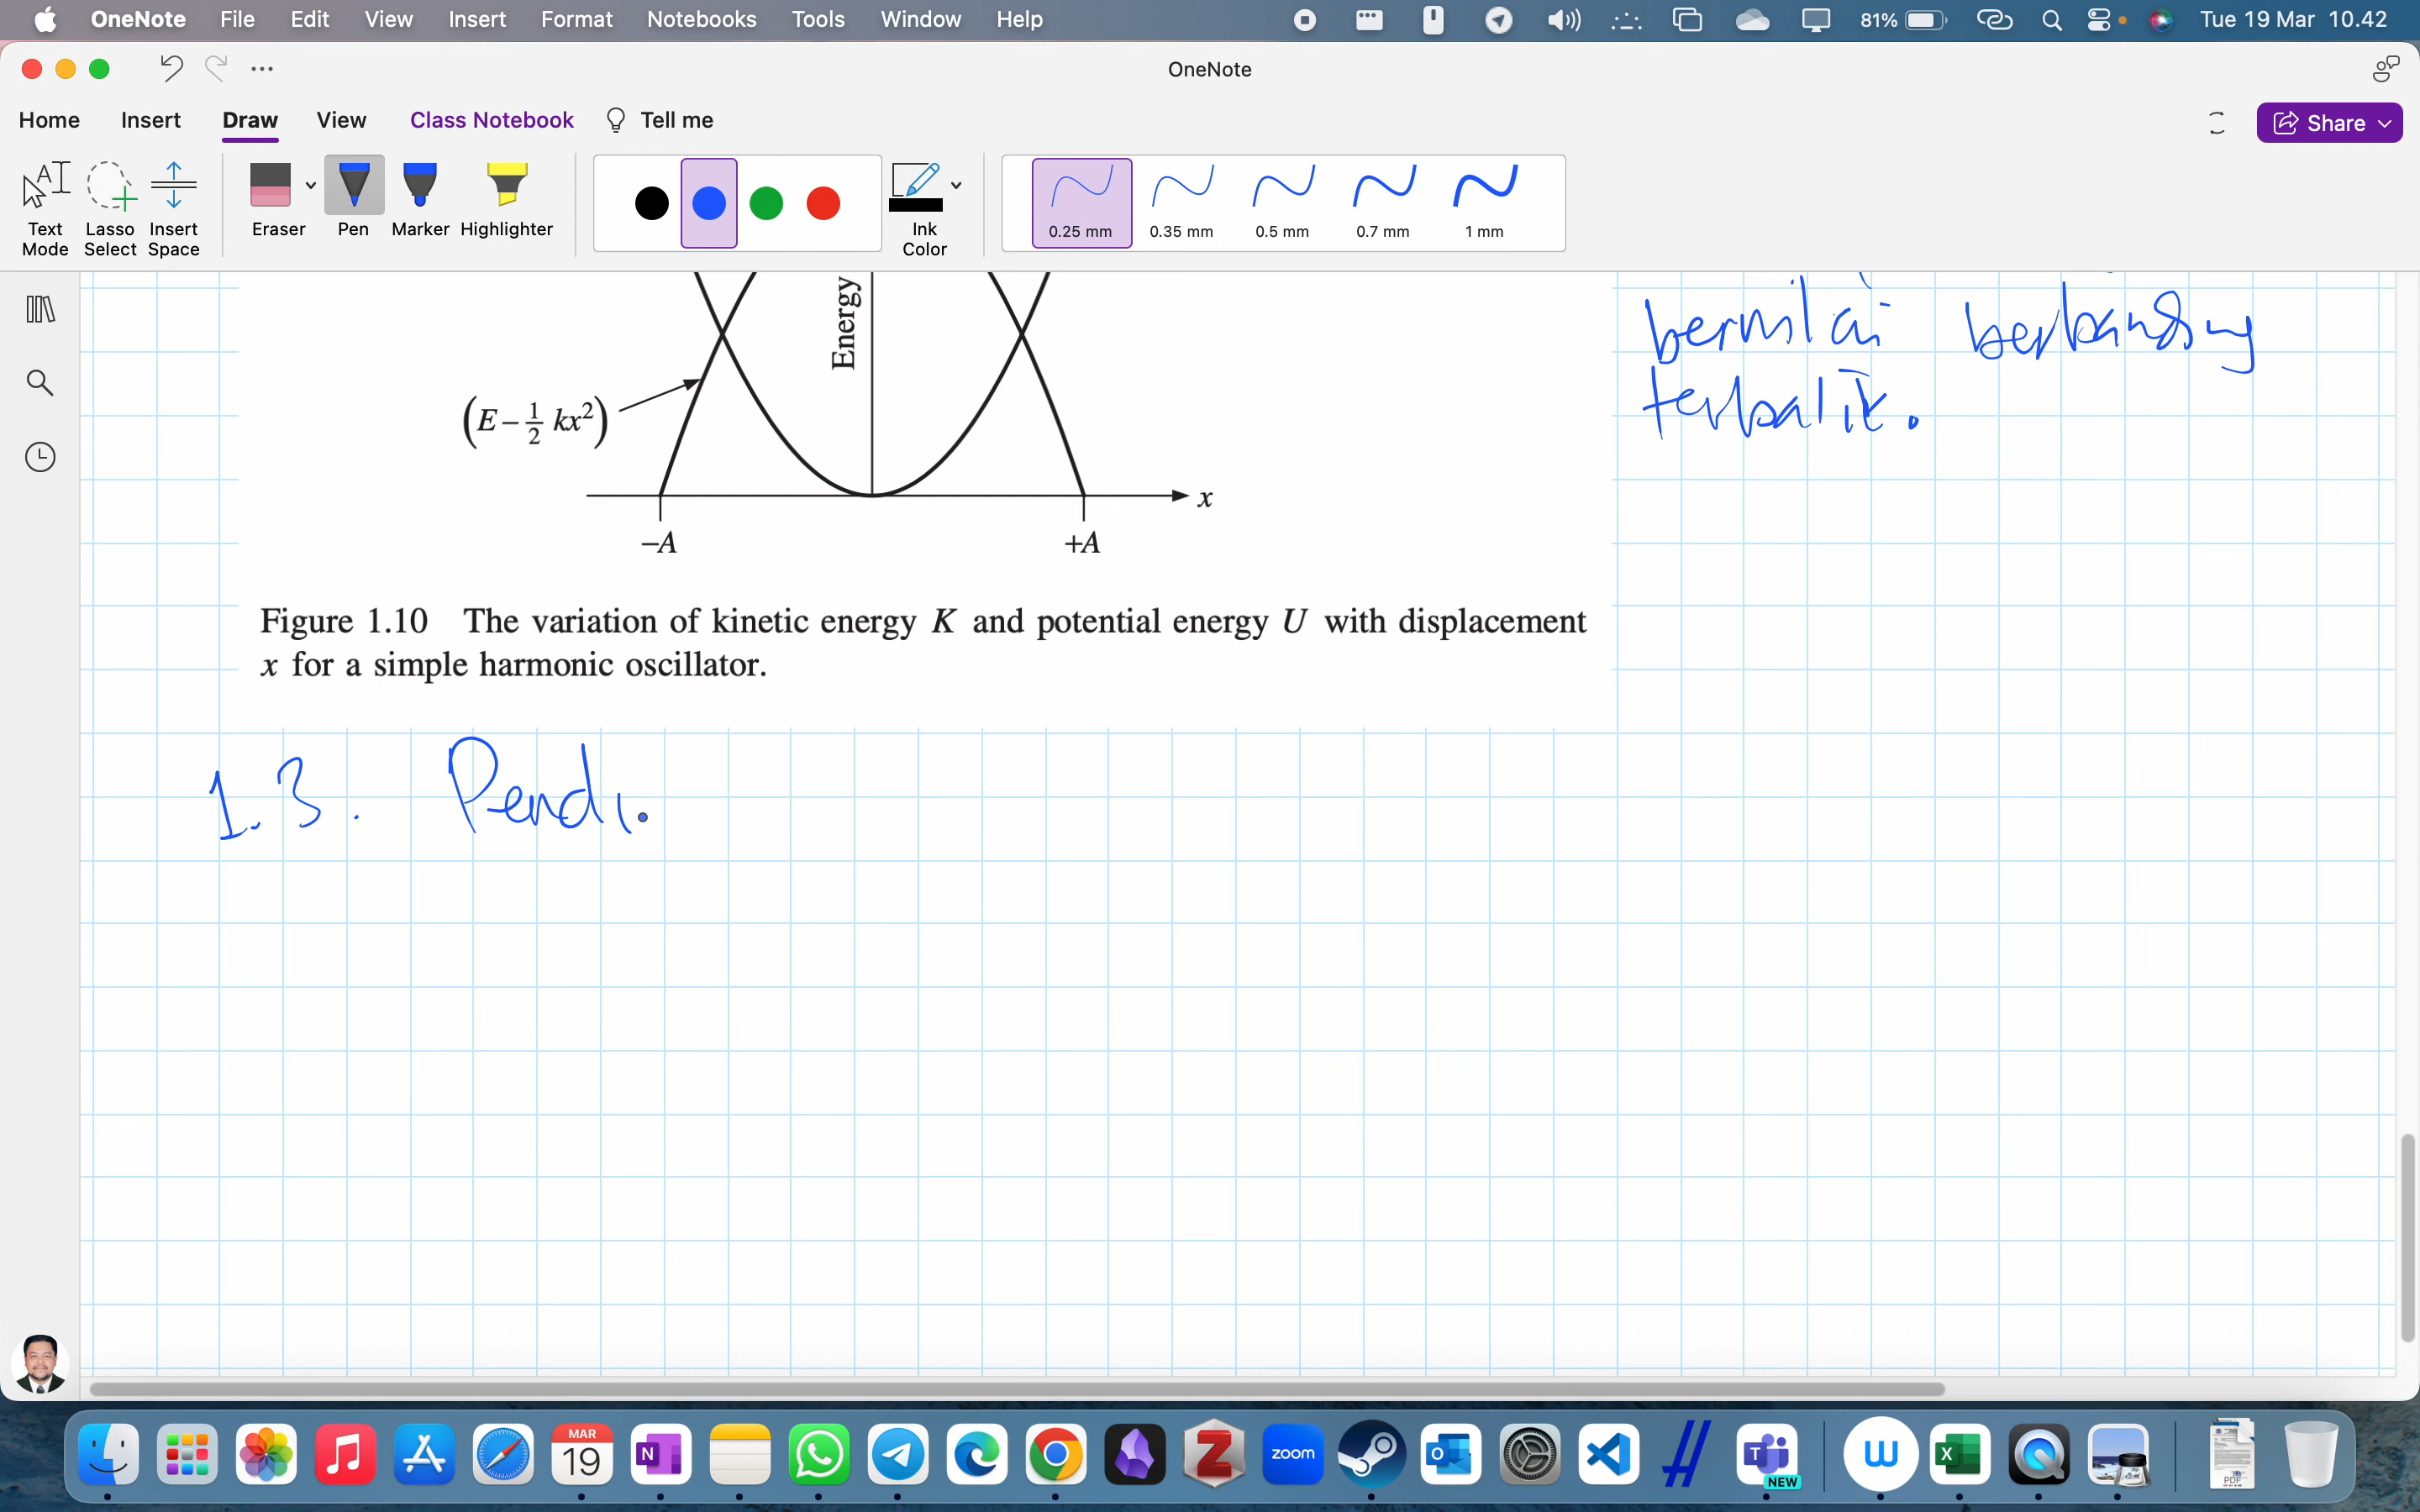 OneNote File Edit View Insert Format Notebooks Tools Window Help 81% Tue 19 Mar 10.42
OneNote
Home Insert Draw View Class Notebook Tell me Share
Text Mode
Lasso Select
Insert Space
Eraser
Pen
Marker
Highlighter
Ink Color
0.25 mm
0.35 mm
0.5 mm
0.7 mm
1 mm
Energy
(E – 1/2 kx²)
x
–A
+A
bernilai berbanding
terbalik.
Figure 1.10 The variation of kinetic energy K and potential energy U with displacement
x for a simple harmonic oscillator.
1.3. Pend
MAR
19
zoom
NEW
PDF